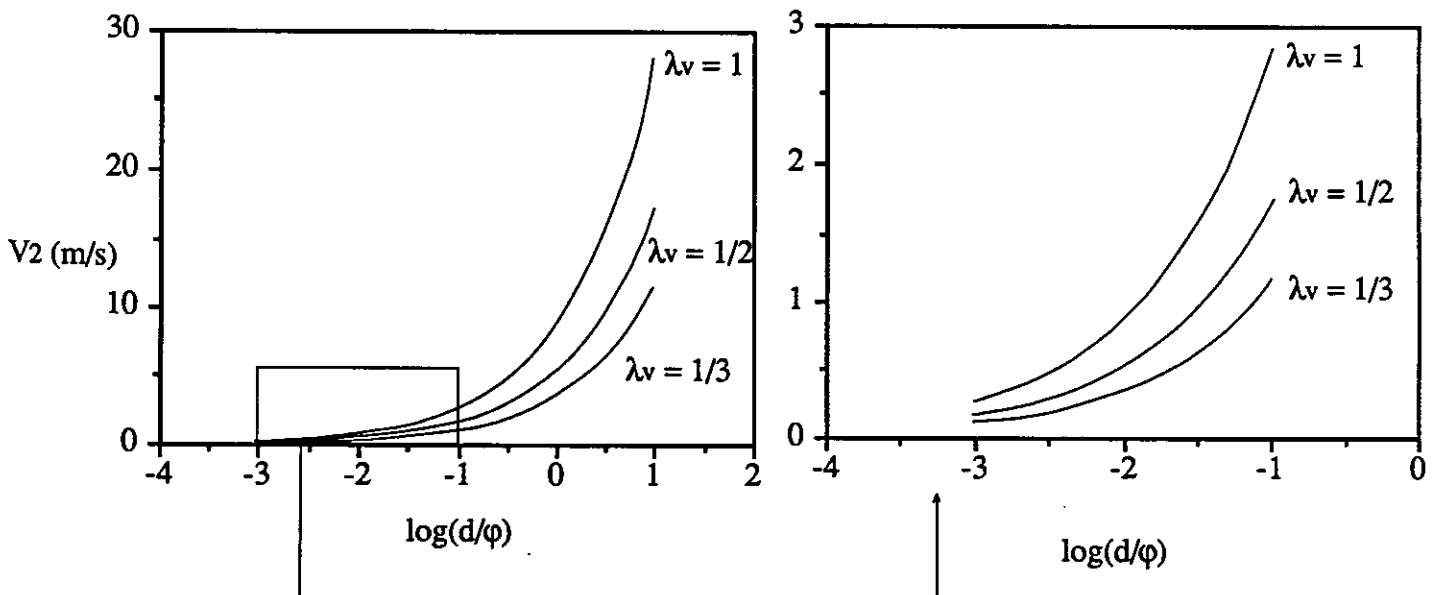 30
20
10
0
V2 (m/s)
-4 -3 -2 -1 0 1 2
log(d/φ)
λv = 1
λv = 1/2
λv = 1/3
3
2
1
0
-4 -3 -2 -1 0
log(d/φ)
λv = 1
λv = 1/2
λv = 1/3